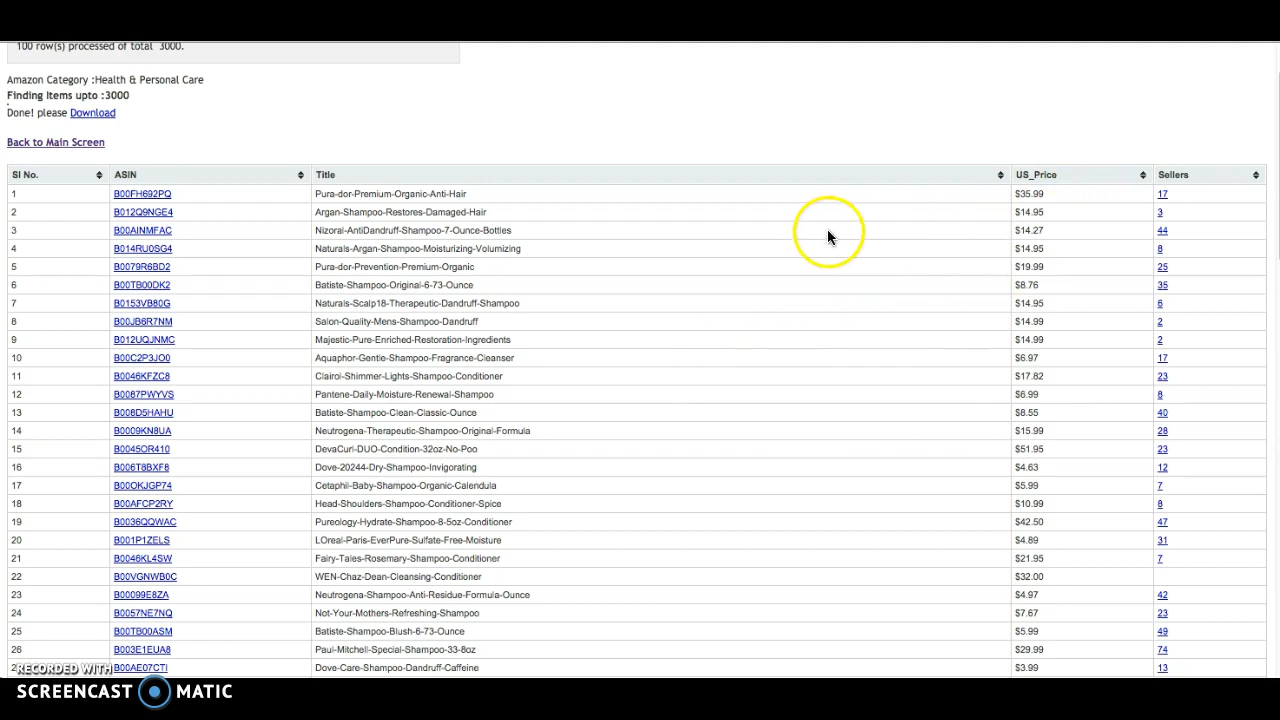 100 row(s) processed of total 3000.
Amazon Category :Health & Personal Care
Finding Items upto :3000
Done! please Download
Back to Main Screen
Sl No. ASIN Title US_Price Sellers
1 B00FH692PQ Pura-dor-Premium-Organic-Anti-Hair $35.99 17
2 B012Q9NGE4 Argan-Shampoo-Restores-Damaged-Hair $14.95 3
3 B00AINMFAC Nizoral-AntiDandruff-Shampoo-7-Ounce-Bottles $14.27 44
4 B014RU0SG4 Naturals-Argan-Shampoo-Moisturizing-Volumizing $14.95 8
5 B0079R6BD2 Pura-dor-Prevention-Premium-Organic $19.99 25
6 B00TB00DK2 Batiste-Shampoo-Original-6-73-Ounce $8.76 35
7 B0153VB80G Naturals-Scalp18-Therapeutic-Dandruff-Shampoo $14.95 6
8 B00JB6R7NM Salon-Quality-Mens-Shampoo-Dandruff $14.99 2
9 B012UQJNMC Majestic-Pure-Enriched-Restoration-Ingredients $14.99 2
10 B00C2P3JO0 Aquaphor-Gentle-Shampoo-Fragrance-Cleanser $6.97 17
11 B0046KFZC8 Clairol-Shimmer-Lights-Shampoo-Conditioner $17.82 23
12 B0087PWYVS Pantene-Daily-Moisture-Renewal-Shampoo $6.99 8
13 B008D5HAHU Batiste-Shampoo-Clean-Classic-Ounce $8.55 40
14 B0009KN8UA Neutrogena-Therapeutic-Shampoo-Original-Formula $15.99 28
15 B0045OR410 DevaCurl-DUO-Condition-32oz-No-Poo $51.95 23
16 B006T8BXF8 Dove-20244-Dry-Shampoo-Invigorating $4.63 12
17 B00OKJGP74 Cetaphil-Baby-Shampoo-Organic-Calendula $5.99 7
18 B00AFCP2RY Head-Shoulders-Shampoo-Conditioner-Spice $10.99 8
19 B0036QQWAC Pureology-Hydrate-Shampoo-8-5oz-Conditioner $42.50 47
20 B001P1ZELS LOreal-Paris-EverPure-Sulfate-Free-Moisture $4.89 31
21 B0046KL4SW Fairy-Tales-Rosemary-Shampoo-Conditioner $21.95 7
22 B00VGNWB0C WEN-Chaz-Dean-Cleansing-Conditioner $32.00
23 B00099E8ZA Neutrogena-Shampoo-Anti-Residue-Formula-Ounce $4.97 42
24 B0057NE7NQ Not-Your-Mothers-Refreshing-Shampoo $7.67 23
25 B00TB00ASM Batiste-Shampoo-Blush-6-73-Ounce $5.99 49
26 B003E1EUA8 Paul-Mitchell-Special-Shampoo-33-8oz $29.99 74
B00AE07CTI Dove-Care-Shampoo-Dandruff-Caffeine $3.99 13
RECORDED WITH
SCREENCAST MATIC